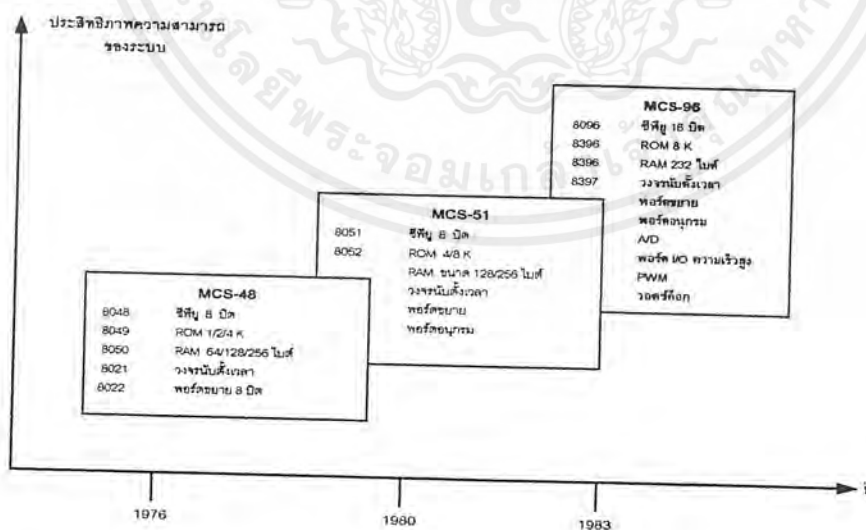 ประสิทธิภาพความสามารถ
ของระบบ
MCS-96
8096 ซีพียู 16 บิต
8396 ROM 8 K
8396 RAM 232 ไบต์
8397 วงจรนับตั้งเวลา
พอร์ตขยาย
พอร์ตอนุกรม
A/D
พอร์ต I/O ความเร็วสูง
PWM
วอตช์ด็อก
MCS-51
8051 ซีพียู 8 บิต
8052 ROM 4/8 K
RAM ขนาด 128/256 ไบต์
วงจรนับตั้งเวลา
พอร์ตขยาย
พอร์ตอนุกรม
MCS-48
8048 ซีพียู 8 บิต
8049 ROM 1/2/4 K
8050 RAM 64/128/256 ไบต์
8021 วงจรนับตั้งเวลา
8022 พอร์ตขยาย 8 บิต
1976
1980
1983